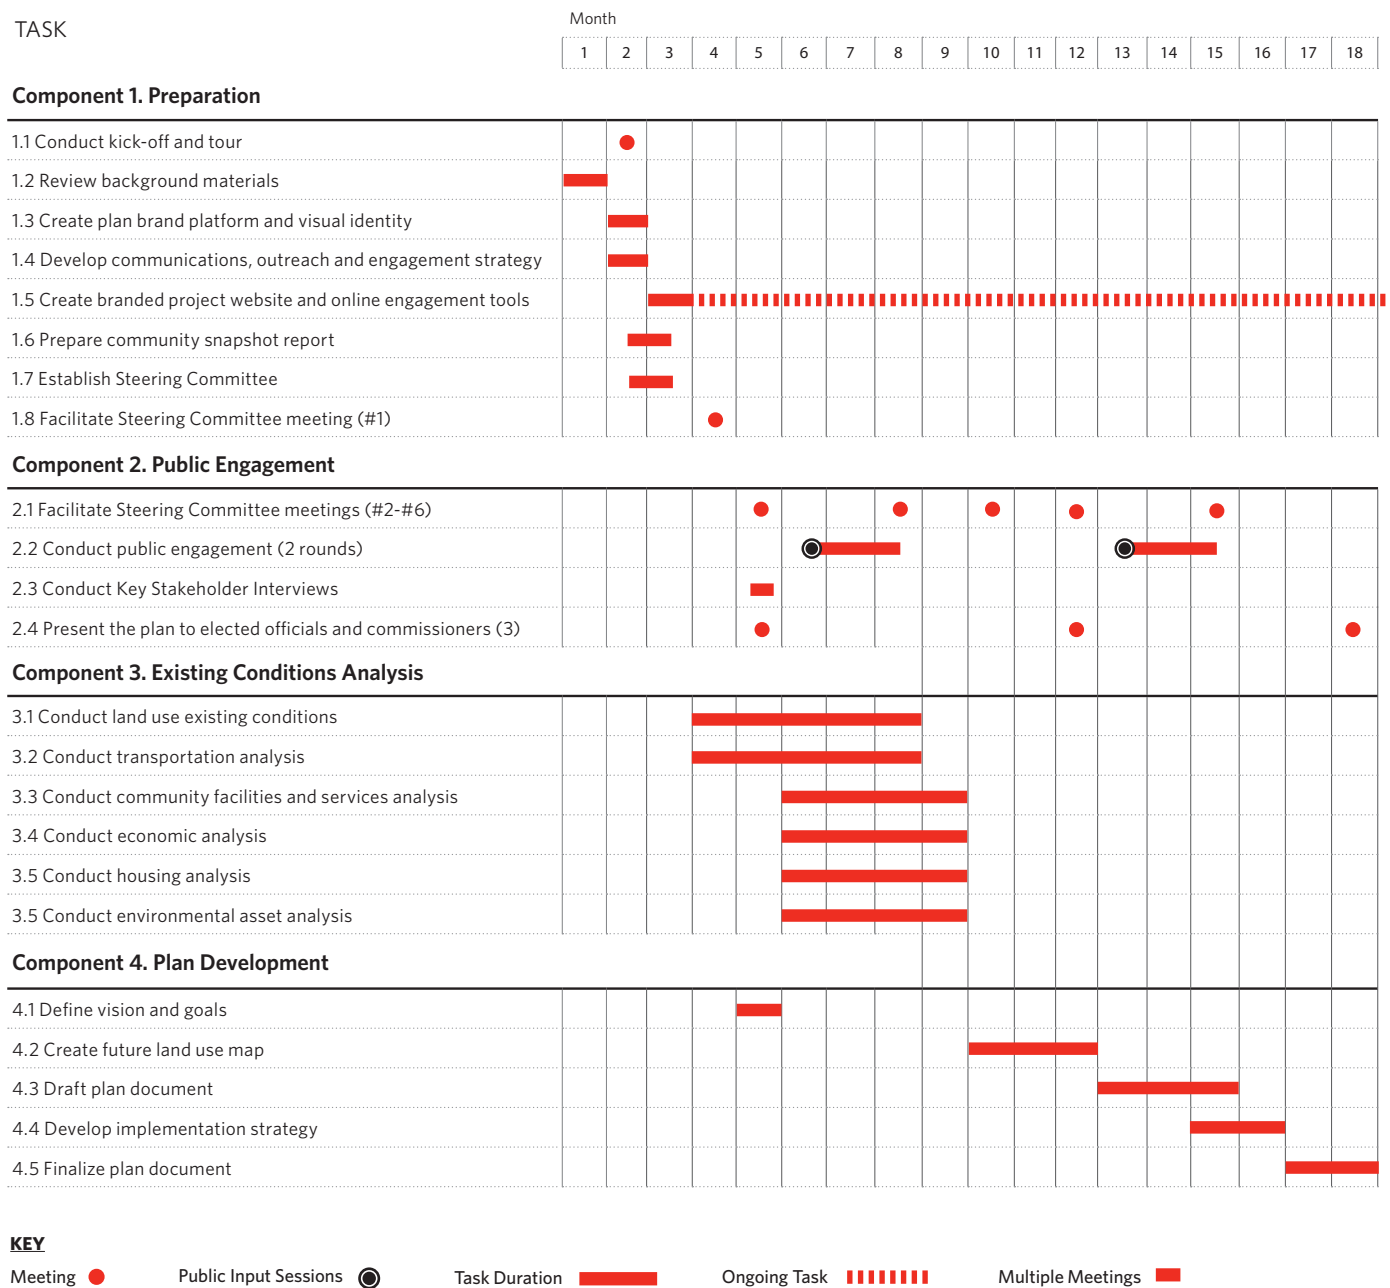 TASK
Month
1 2 3 4 5 6 7 8 9 10 11 12 13 14 15 16 17 18
Component 1. Preparation
1.1 Conduct kick-off and tour
1.2 Review background materials
1.3 Create plan brand platform and visual identity
1.4 Develop communications, outreach and engagement strategy
1.5 Create branded project website and online engagement tools
1.6 Prepare community snapshot report
1.7 Establish Steering Committee
1.8 Facilitate Steering Committee meeting (#1)
Component 2. Public Engagement
2.1 Facilitate Steering Committee meetings (#2-#6)
2.2 Conduct public engagement (2 rounds)
2.3 Conduct Key Stakeholder Interviews
2.4 Present the plan to elected officials and commissioners (3)
Component 3. Existing Conditions Analysis
3.1 Conduct land use existing conditions
3.2 Conduct transportation analysis
3.3 Conduct community facilities and services analysis
3.4 Conduct economic analysis
3.5 Conduct housing analysis
3.5 Conduct environmental asset analysis
Component 4. Plan Development
4.1 Define vision and goals
4.2 Create future land use map
4.3 Draft plan document
4.4 Develop implementation strategy
4.5 Finalize plan document
KEY
Meeting Public Input Sessions Task Duration Ongoing Task Multiple Meetings